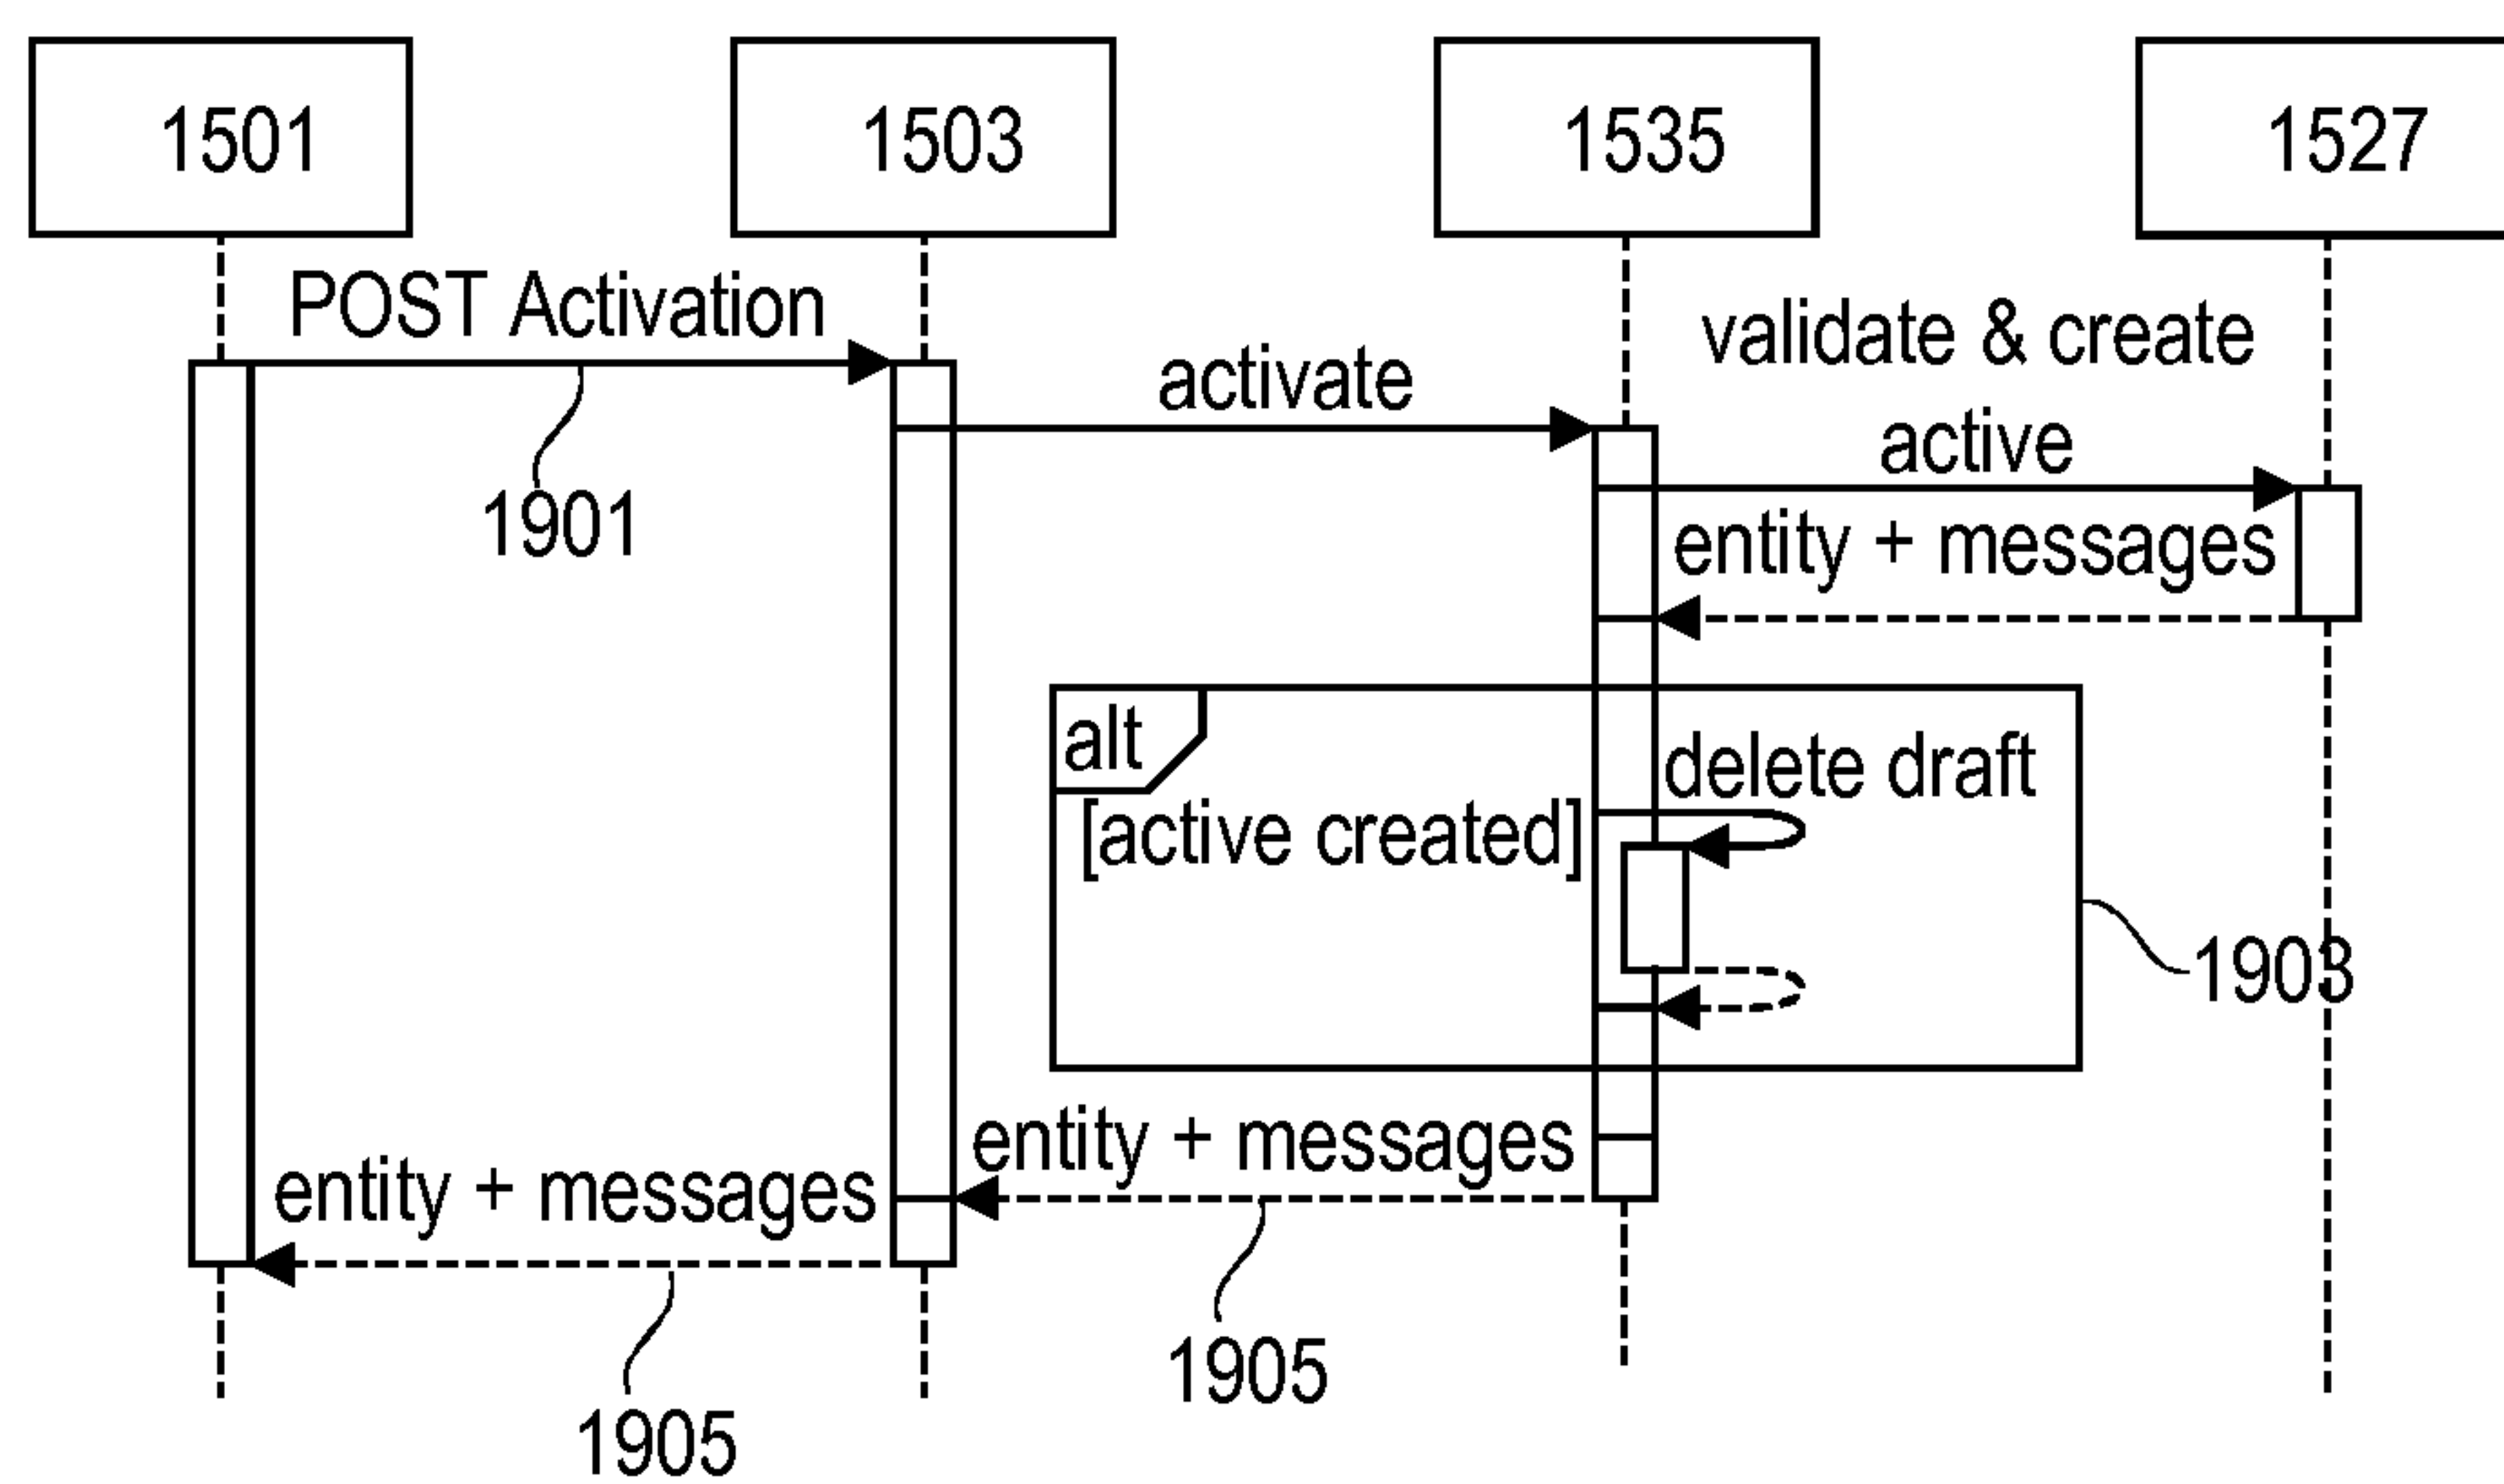 1501
1503
1535
1527
POST Activation
validate & create
activate
active
1901
entity + messages
alt
delete draft
[active created]
1903
entity + messages
entity + messages
1905
1905